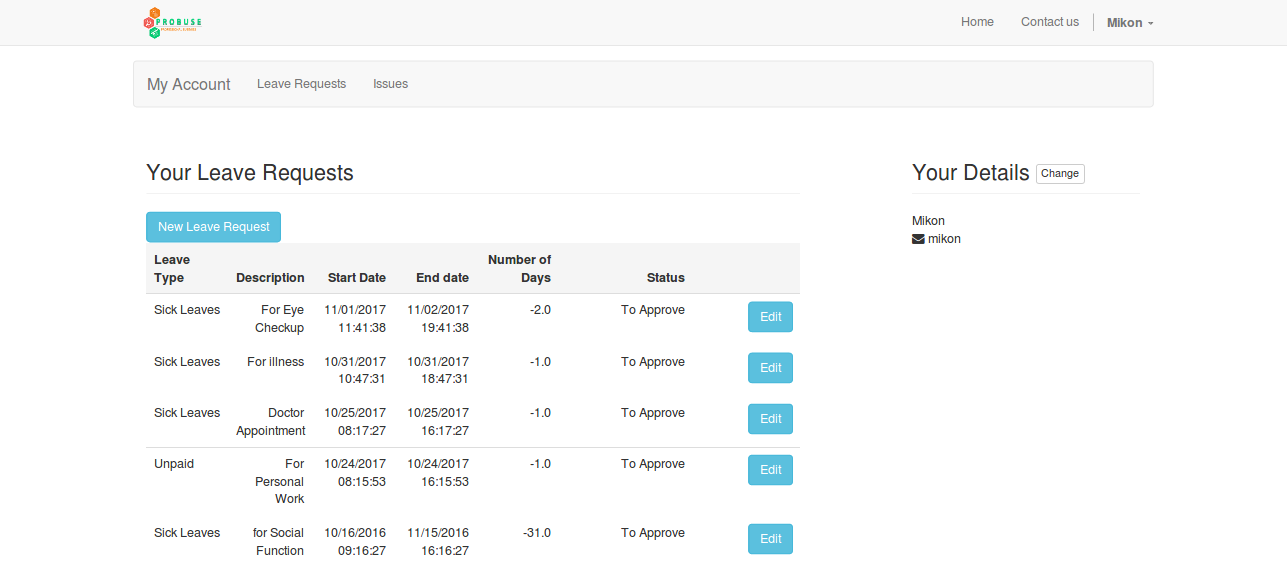 PROBUSE
Home Contact us Mikon
My Account Leave Requests Issues
Your Leave Requests
Your Details Change
New Leave Request
Mikon
mikon
Leave Type Description Start Date End date Number of Days Status
Sick Leaves For Eye Checkup 11/01/2017 11:41:38 11/02/2017 19:41:38 -2.0 To Approve Edit
Sick Leaves For illness 10/31/2017 10:47:31 10/31/2017 18:47:31 -1.0 To Approve Edit
Sick Leaves Doctor Appointment 10/25/2017 08:17:27 10/25/2017 16:17:27 -1.0 To Approve Edit
Unpaid For Personal Work 10/24/2017 08:15:53 10/24/2017 16:15:53 -1.0 To Approve Edit
Sick Leaves for Social Function 10/16/2016 09:16:27 11/15/2016 16:16:27 -31.0 To Approve Edit